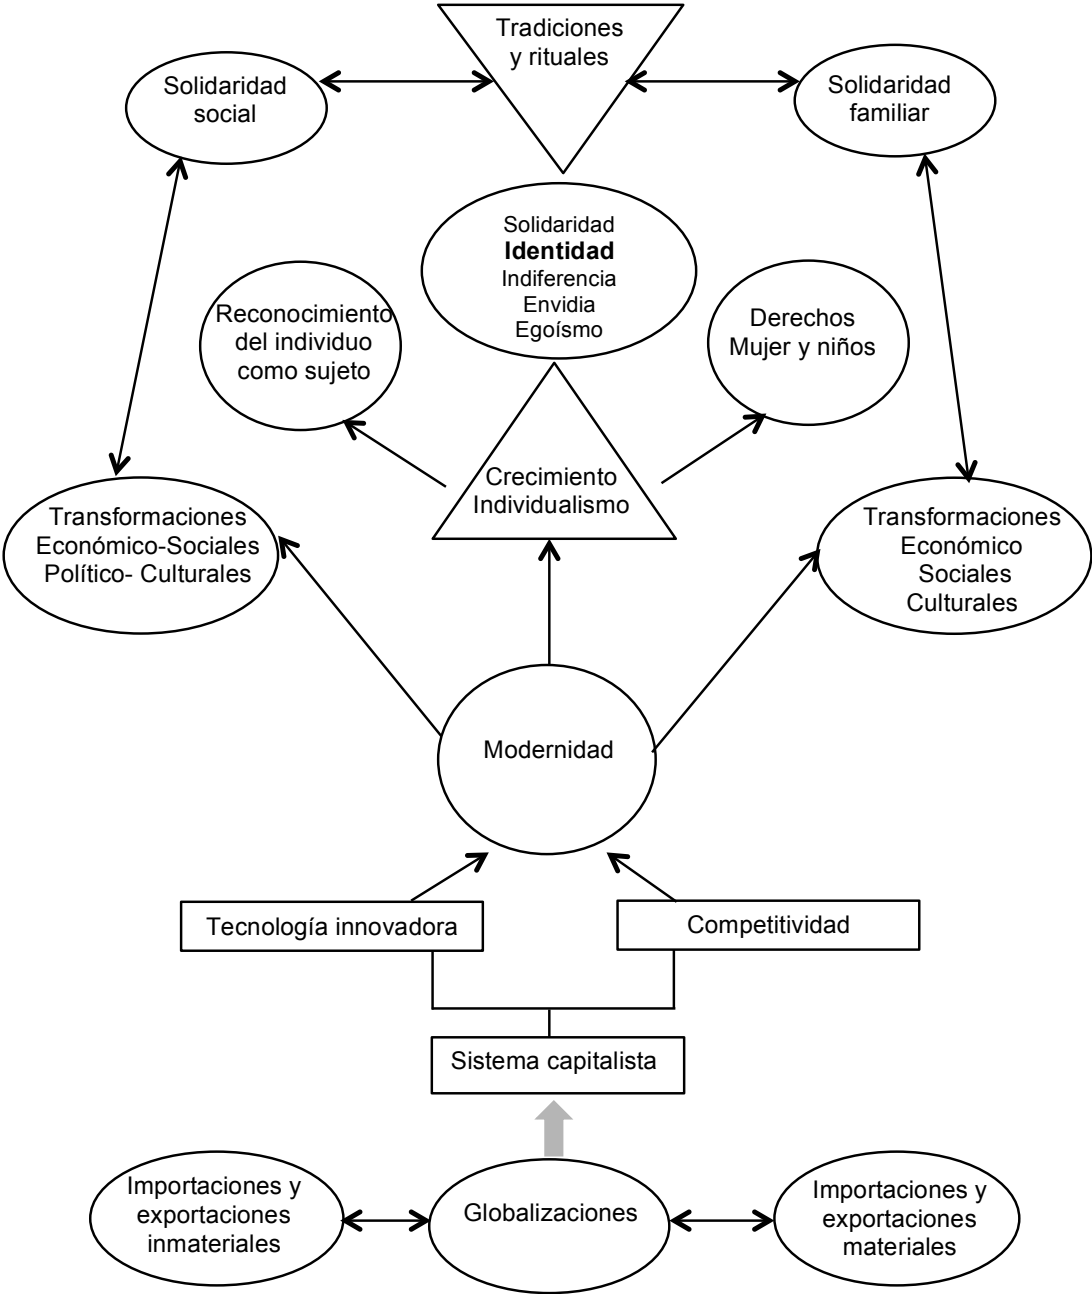 Tradiciones
y rituales
Solidaridad
social
Solidaridad
familiar
Solidaridad
Identidad
Indiferencia
Envidia
Egoísmo
Reconocimiento
del individuo
como sujeto
Derechos
Mujer y niños
Crecimiento
Individualismo
Transformaciones
Económico-Sociales
Político- Culturales
Transformaciones
Económico
Sociales
Culturales
Modernidad
Tecnología innovadora
Competitividad
Sistema capitalista
Importaciones y
exportaciones
inmateriales
Globalizaciones
Importaciones y
exportaciones
materiales